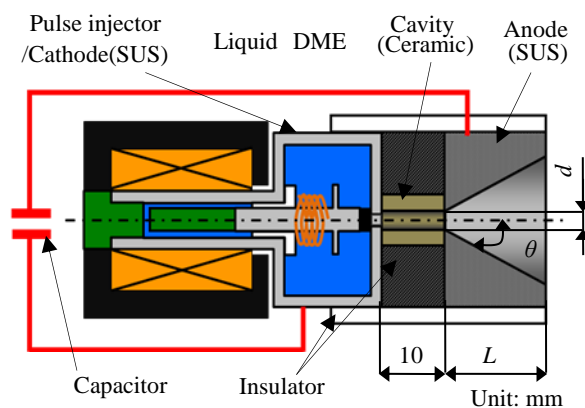 Pulse injector
/Cathode(SUS)
Liquid DME
Cavity
(Ceramic)
Anode
(SUS)
d
θ
10
L
Capacitor
Insulator
Unit: mm